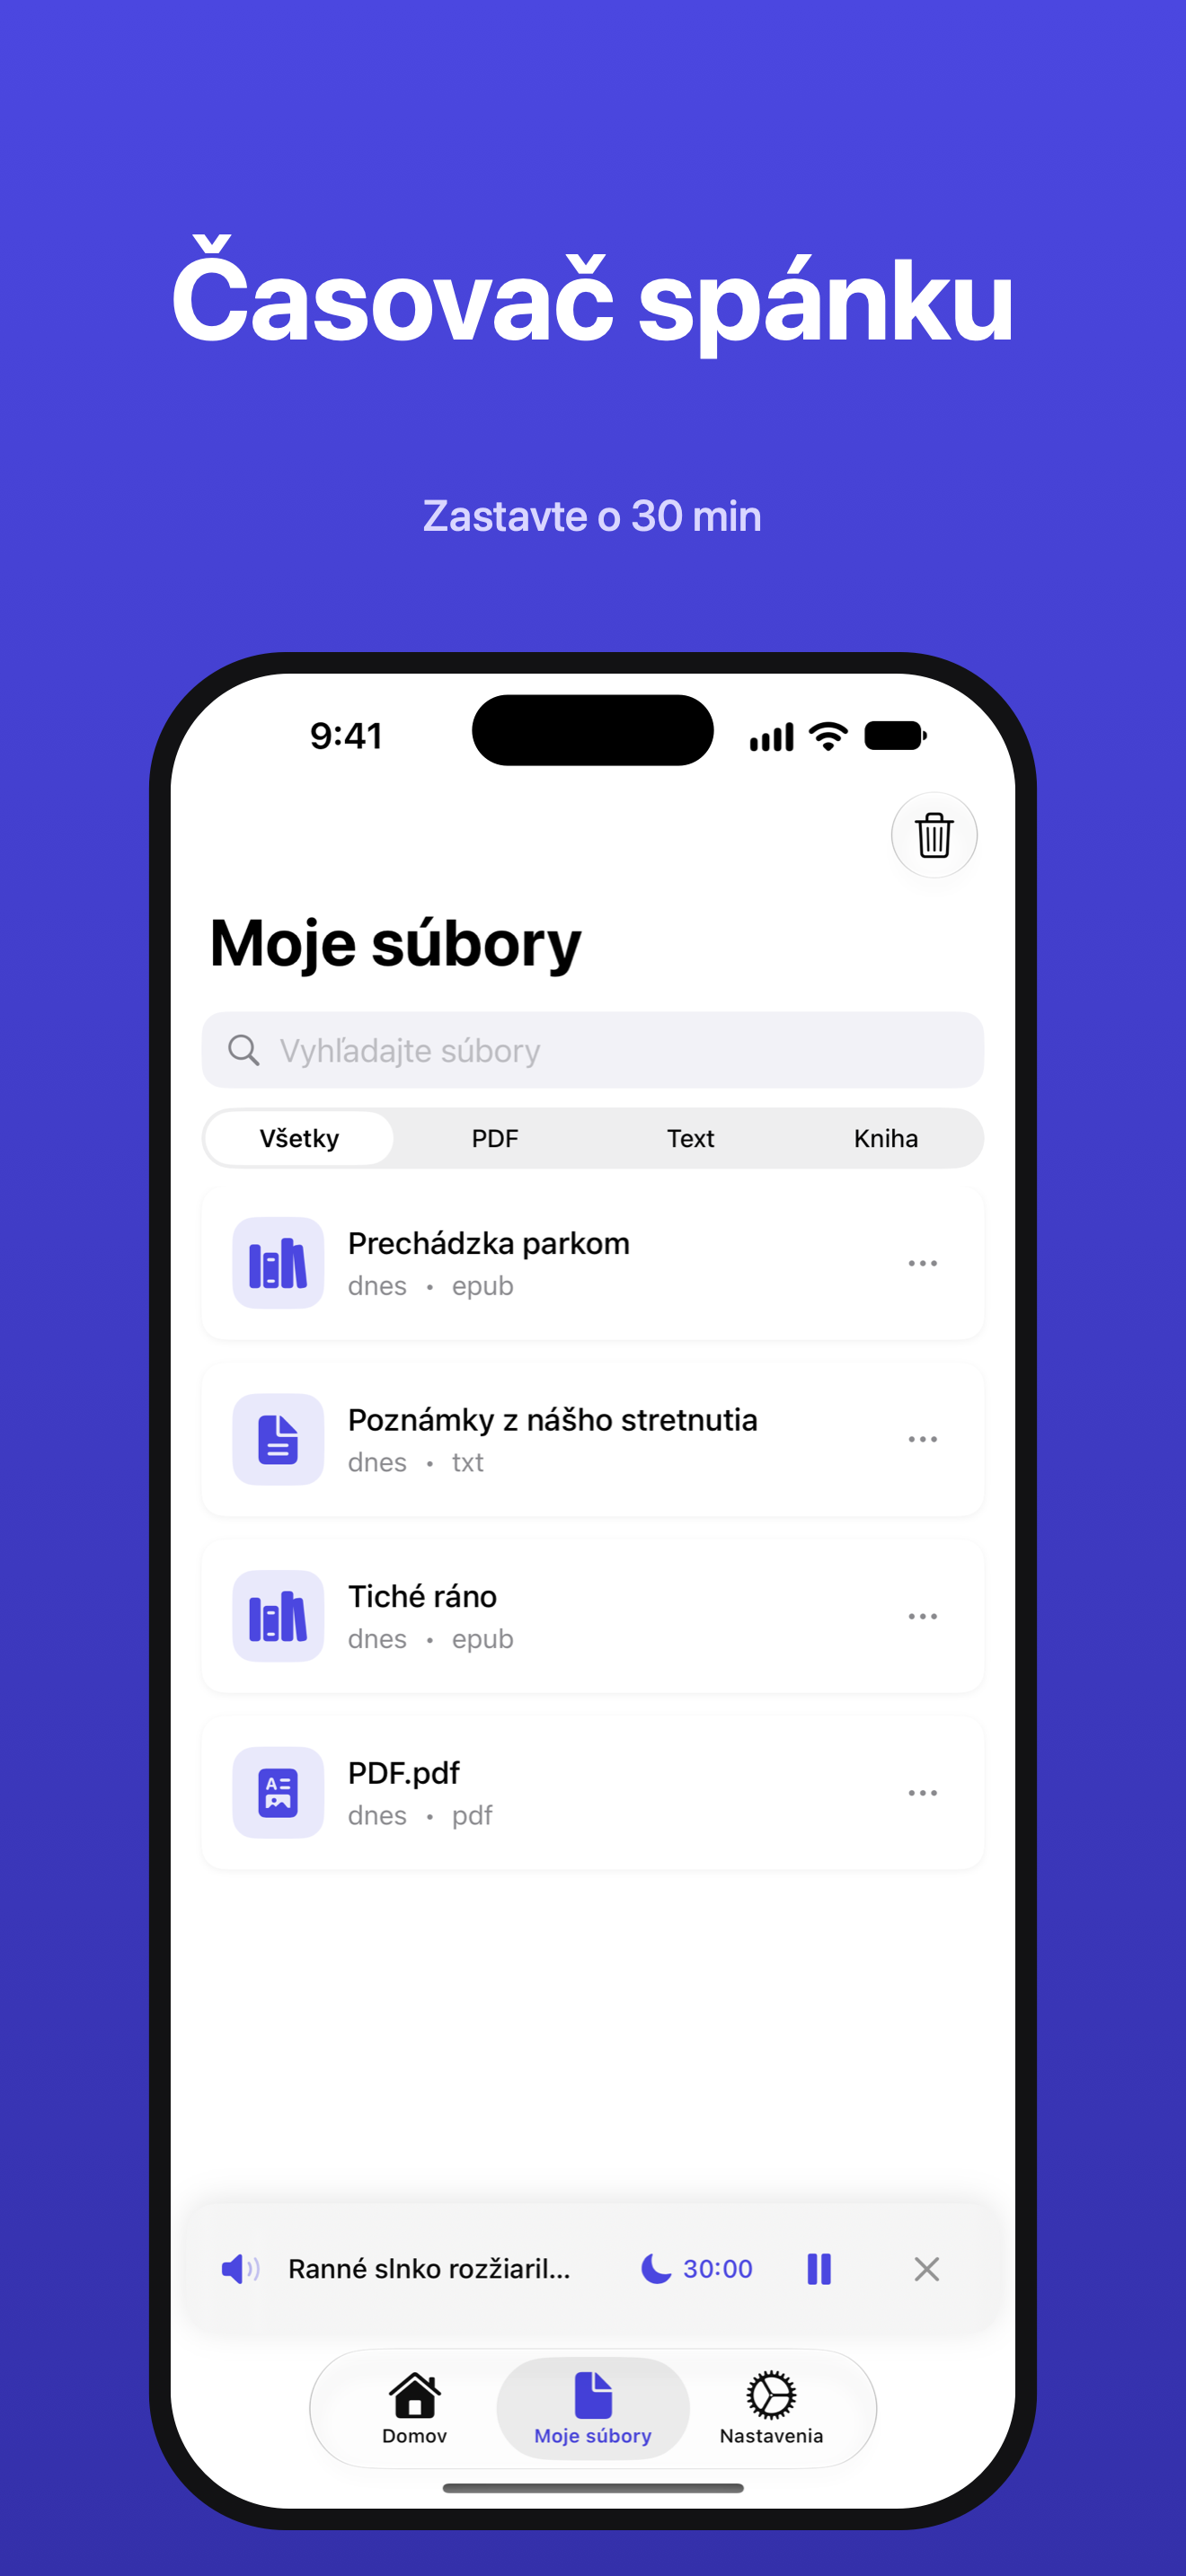 Časovač spánku
Zastavte o 30 min
9:41
Moje súbory
Vyhľadajte súbory
Všetky PDF Text Kniha
Prechádzka parkom
dnes • epub
Poznámky z nášho stretnutia
dnes • txt
Tiché ráno
dnes • epub
PDF.pdf
dnes • pdf
Ranné slnko rozžiaril... 30:00
Domov Moje súbory Nastavenia